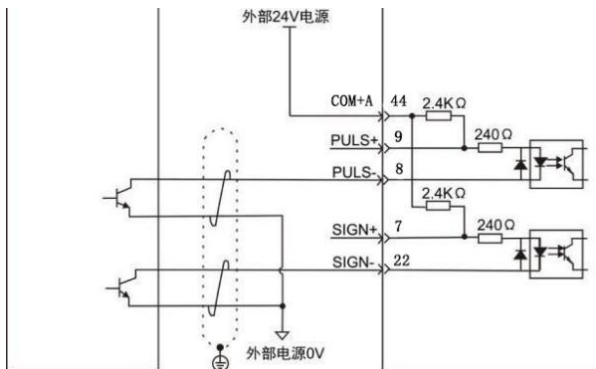 外部24V电源
COM+A 44 2.4KΩ
PULS+ 9 240Ω
PULS- 8
2.4KΩ
SIGN+ 7 240Ω
SIGN- 22
外部电源0V